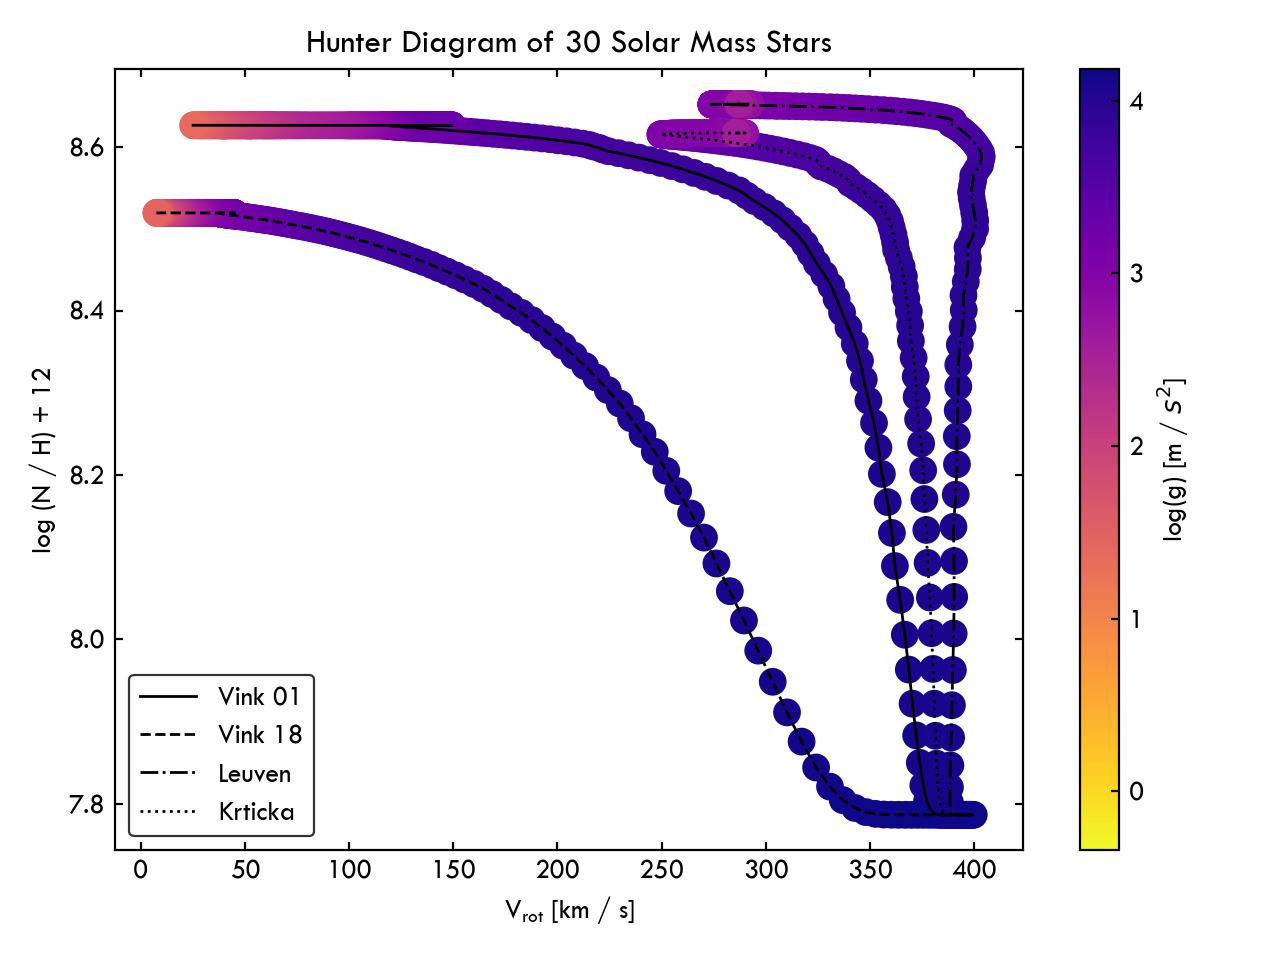 Hunter Diagram of 30 Solar Mass Stars
8.6
8.4
8.2
8.0
7.8
log (N / H) + 12
0 50 100 150 200 250 300 350 400
V_rot [km / s]
Vink 01
Vink 18
Leuven
Krticka
4
3
2
1
0
log(g) [m / s²]